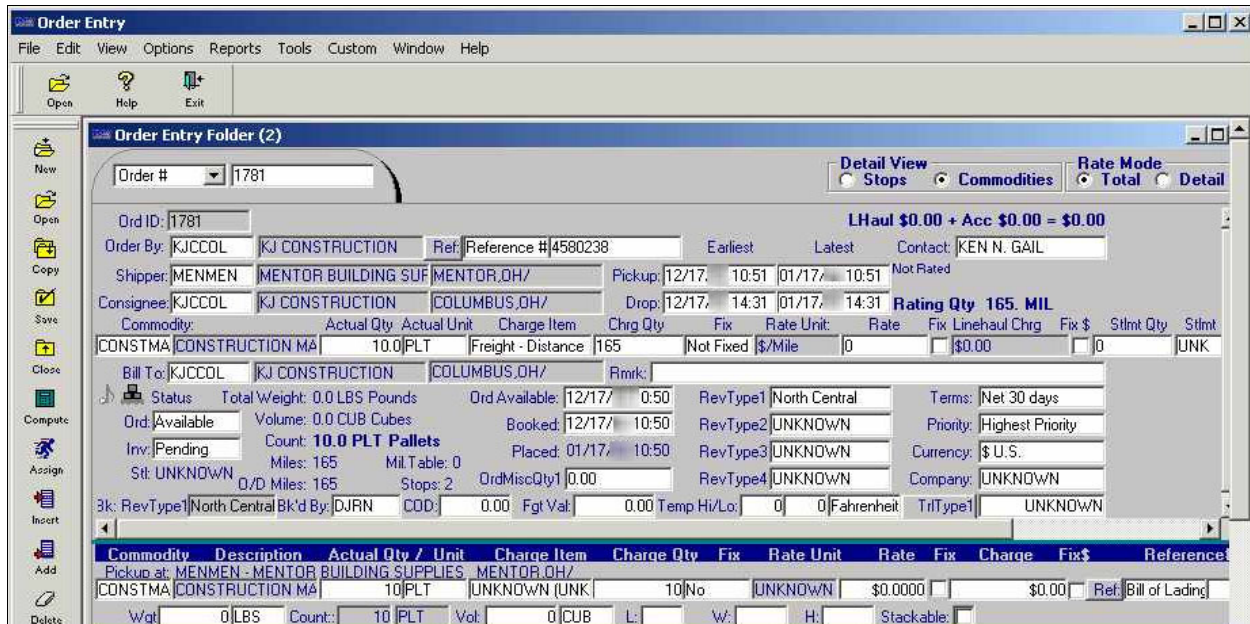 Order Entry
File Edit View Options Reports Tools Custom Window Help
Open Help Exit
New
Open
Copy
Save
Close
Compute
Assign
Insert
Add
Delete
Order Entry Folder (2)
Order # 1781
Detail View Stops Commodities Rate Mode Total Detail
Ord ID: 1781 LHaul $0.00 + Acc $0.00 = $0.00
Order By: KJCCOL KJ CONSTRUCTION Ref: Reference # 4580238 Earliest Latest Contact: KEN N. GAIL
Shipper: MENMEN MENTOR BUILDING SUF MENTOR,OH/ Pickup: 12/17/ 10:51 01/17/ 10:51 Not Rated
Consignee: KJCCOL KJ CONSTRUCTION COLUMBUS,OH/ Drop: 12/17/ 14:31 01/17/ 14:31 Rating Qty 165. MIL
Commodity: Actual Qty Actual Unit Charge Item Chrg Qty Fix Rate Unit: Rate Fix Linehaul Chrg Fix $ Stlmt Qty Stlmt
CONSTMA CONSTRUCTION MA 10.0 PLT Freight - Distance 165 Not Fixed $/Mile 0 $0.00 0 UNK
Bill To: KJCCOL KJ CONSTRUCTION COLUMBUS,OH/ Rmrk:
Status Total Weight: 0.0 LBS Pounds Ord Available: 12/17/ 0:50 RevType1 North Central Terms: Net 30 days
Ord: Available Volume: 0.0 CUB Cubes Booked: 12/17/ 10:50 RevType2 UNKNOWN Priority: Highest Priority
Inv: Pending Count: 10.0 PLT Pallets Placed: 01/17/ 10:50 RevType3 UNKNOWN Currency: $ U.S.
Stl: UNKNOWN Miles: 165 Mil.Table: 0 OrdMiscQty1 0.00 RevType4 UNKNOWN Company: UNKNOWN
O/D Miles: 165 Stops: 2
Bk: RevType1 North Central Bk'd By: DJRN COD: 0.00 Fgt Val: 0.00 Temp Hi/Lo: 0 0 Fahrenheit TrlType1 UNKNOWN
Commodity Description Actual Qty / Unit Charge Item Charge Qty Fix Rate Unit Rate Fix Charge Fix$ Reference
Pickup at: MENMEN - MENTOR BUILDING SUPPLIES MENTOR,OH/
CONSTMA CONSTRUCTION MA 10 PLT UNKNOWN (UNK 10 No UNKNOWN $0.0000 $0.00 Ref: Bill of Lading
Wgt 0 LBS Count: 10 PLT Vol: 0 CUB L: W: H: Stackable: